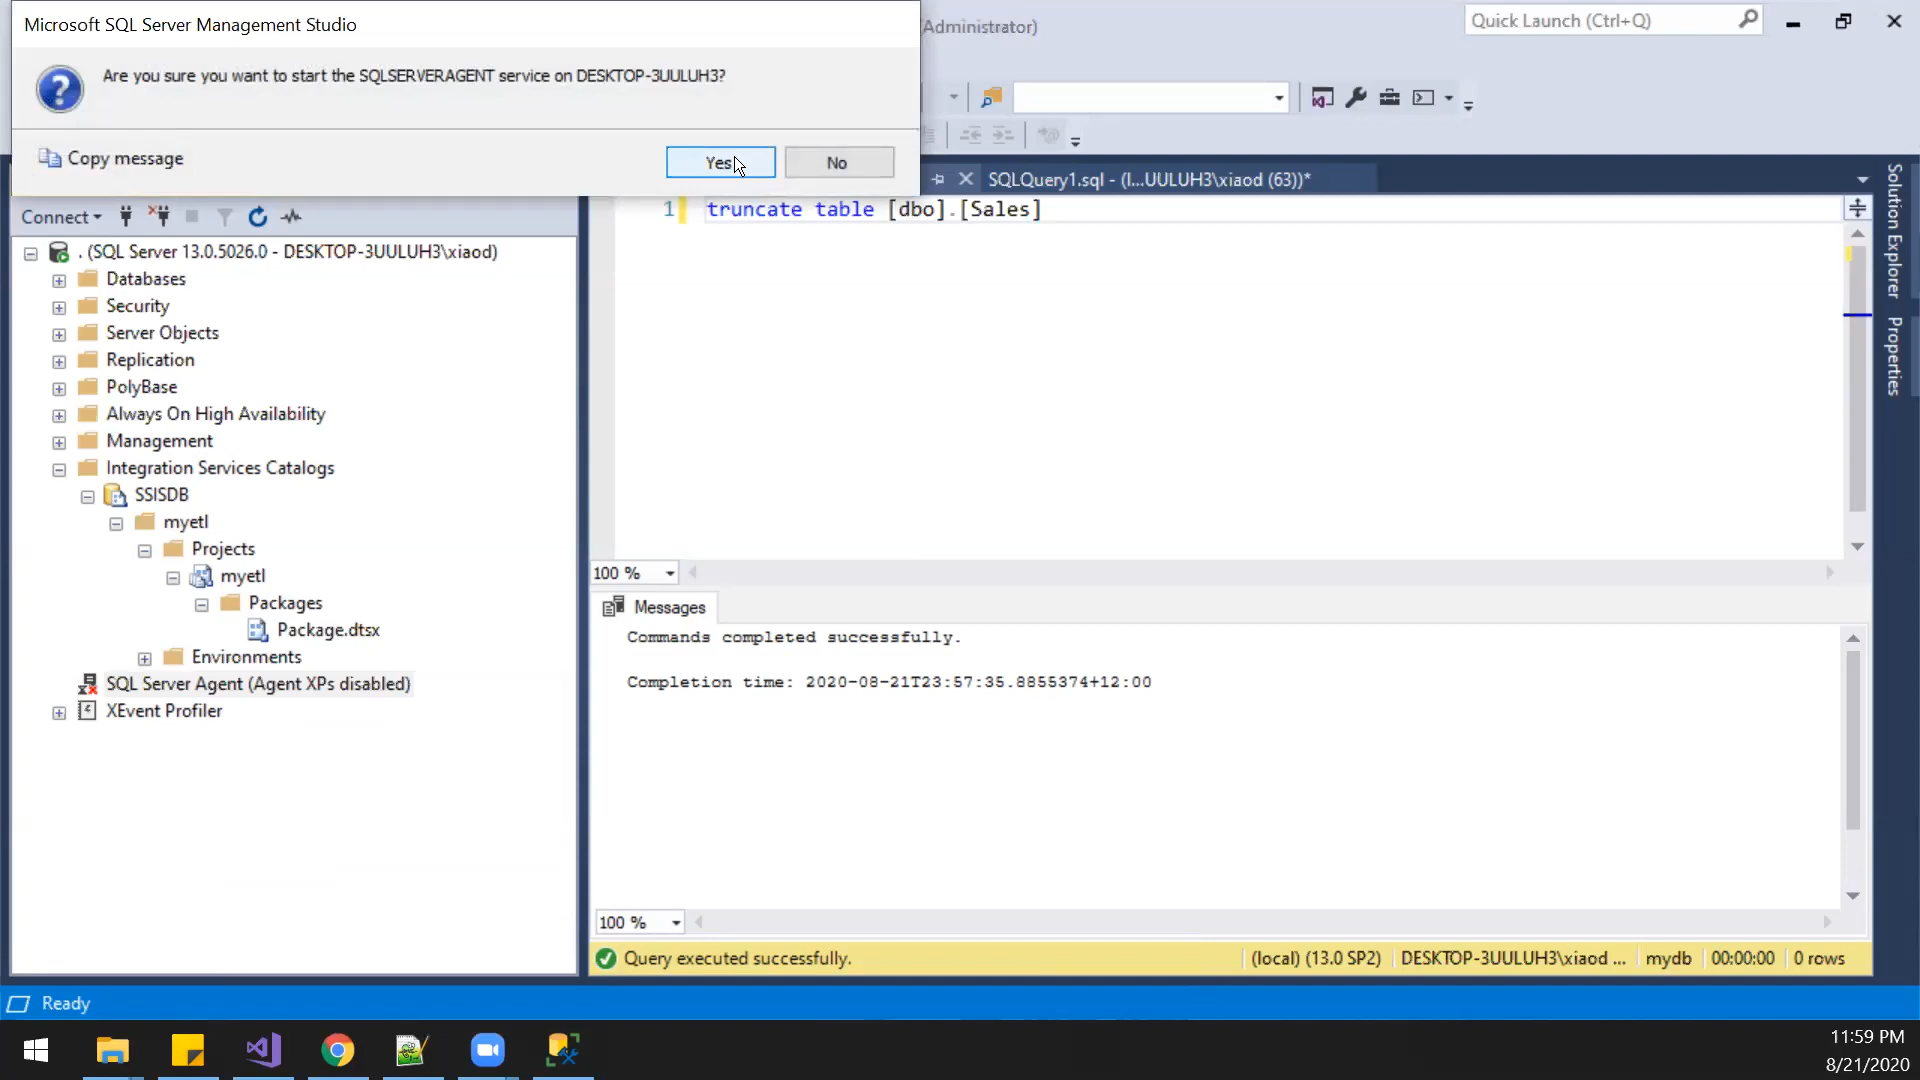 Microsoft SQL Server Management Studio
(Administrator)
Quick Launch (Ctrl+Q)
Are you sure you want to start the SQLSERVERAGENT service on DESKTOP-3UULUH3?
Copy message
Yes
No
SQLQuery1.sql - (l...UULUH3\xiaod (63))*
Connect
1
truncate table [dbo].[Sales]
. (SQL Server 13.0.5026.0 - DESKTOP-3UULUH3\xiaod)
Databases
Security
Server Objects
Replication
PolyBase
Always On High Availability
Management
Integration Services Catalogs
SSISDB
myetl
Projects
myetl
Packages
Package.dtsx
Environments
SQL Server Agent (Agent XPs disabled)
XEvent Profiler
Solution Explorer
Properties
100 %
Messages
Commands completed successfully.
Completion time: 2020-08-21T23:57:35.8855374+12:00
100 %
Query executed successfully.
(local) (13.0 SP2)
DESKTOP-3UULUH3\xiaod ...
mydb
00:00:00
0 rows
Ready
11:59 PM
8/21/2020